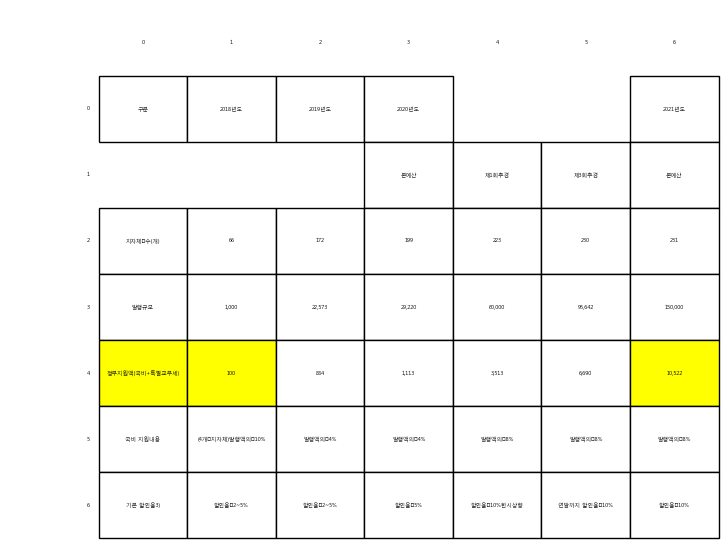 0 1 2 3 4 5 6
0 구분 2018년도 2019년도 2020년도 2021년도
1 본예산 제1회추경 제3회추경 본예산
2 지자체□수(개) 66 172 199 223 230 231
3 발행규모 1,000 22,573 29,220 60,000 96,642 150,000
4 정부지원액(국비+특별교부세) 100 884 1,113 3,513 6,690 10,522
5 국비 지원내용 (4개□지자체)발행액의□10% 발행액의□4% 발행액의□4% 발행액의□8% 발행액의□8% 발행액의□8%
6 기준 할인율3) 할인율□2~5% 할인율□2~5% 할인율□5% 할인율□10%한시상향 연말까지 할인율□10% 할인율□10%